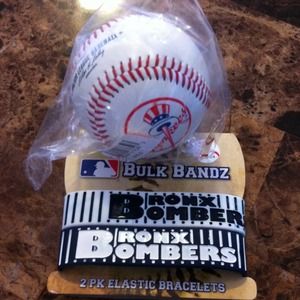 BULK BANDZ
BRONX
BOMBERS
BRONX
BOMBERS
2 PK ELASTIC BRACELETS